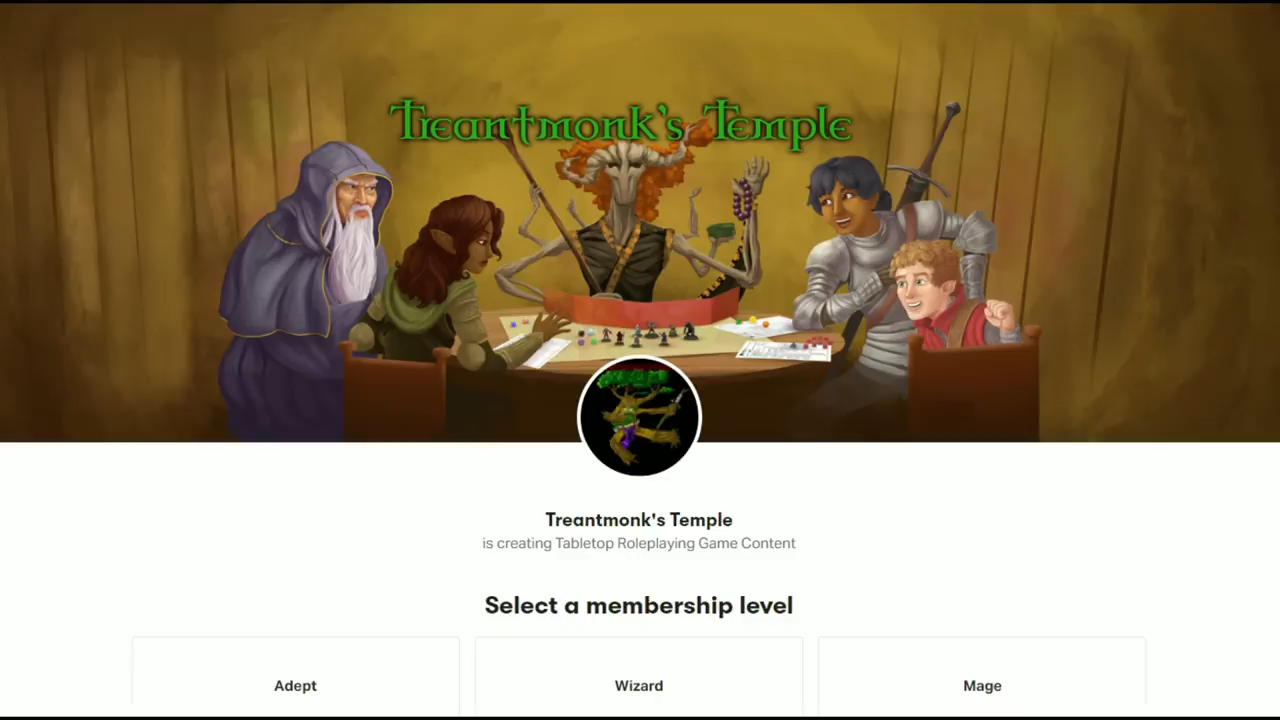 Treantmonk's Temple
Treantmonk's Temple
is creating Tabletop Roleplaying Game Content
Select a membership level
Adept
Wizard
Mage